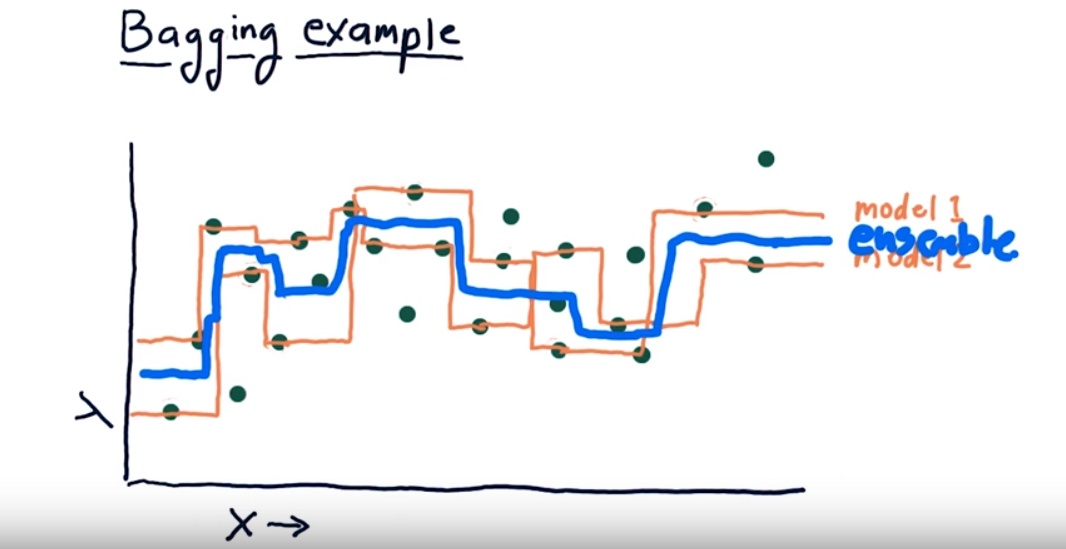 Bagging example
model 1
ensemble
model 2
Y
X →